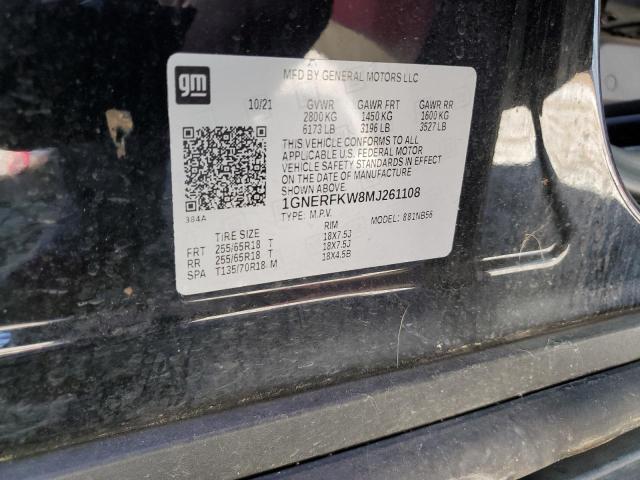 gm
MFD BY GENERAL MOTORS LLC
10/21 GVWR GAWR FRT GAWR RR
2800 KG 1450 KG 1600 KG
6173 LB 3196 LB 3527 LB
THIS VEHICLE CONFORMS TO ALL
APPLICABLE U.S. FEDERAL MOTOR
VEHICLE SAFETY STANDARDS IN EFFECT
ON THE DATE OF MANUFACTURE
SHOWN ABOVE.
1GNERFKW8MJ261108
384A
TYPE: M.P.V. MODEL: 881NB56
TIRE SIZE RIM
FRT 255/65R18 T 18X7.5J
RR 255/65R18 T 18X7.5J
SPA T135/70R18 M 18X4.5B